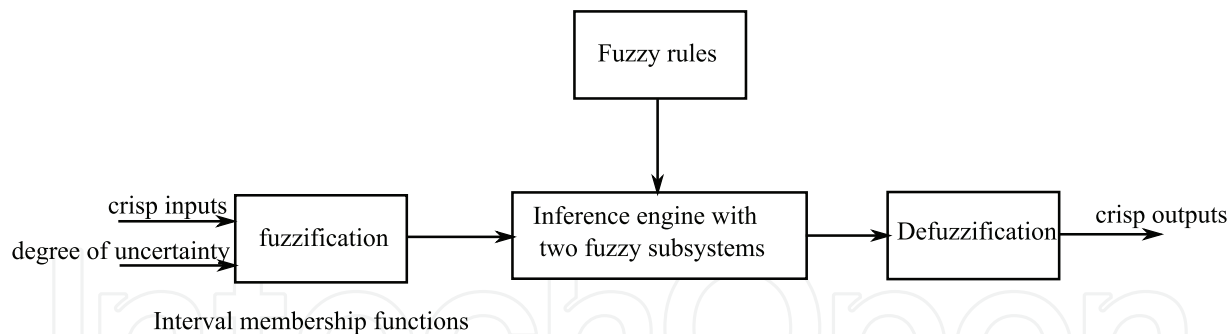 Fuzzy rules
crisp inputs
degree of uncertainty
fuzzification
Inference engine with
two fuzzy subsystems
Defuzzification
crisp outputs
Interval membership functions
IntechOpen